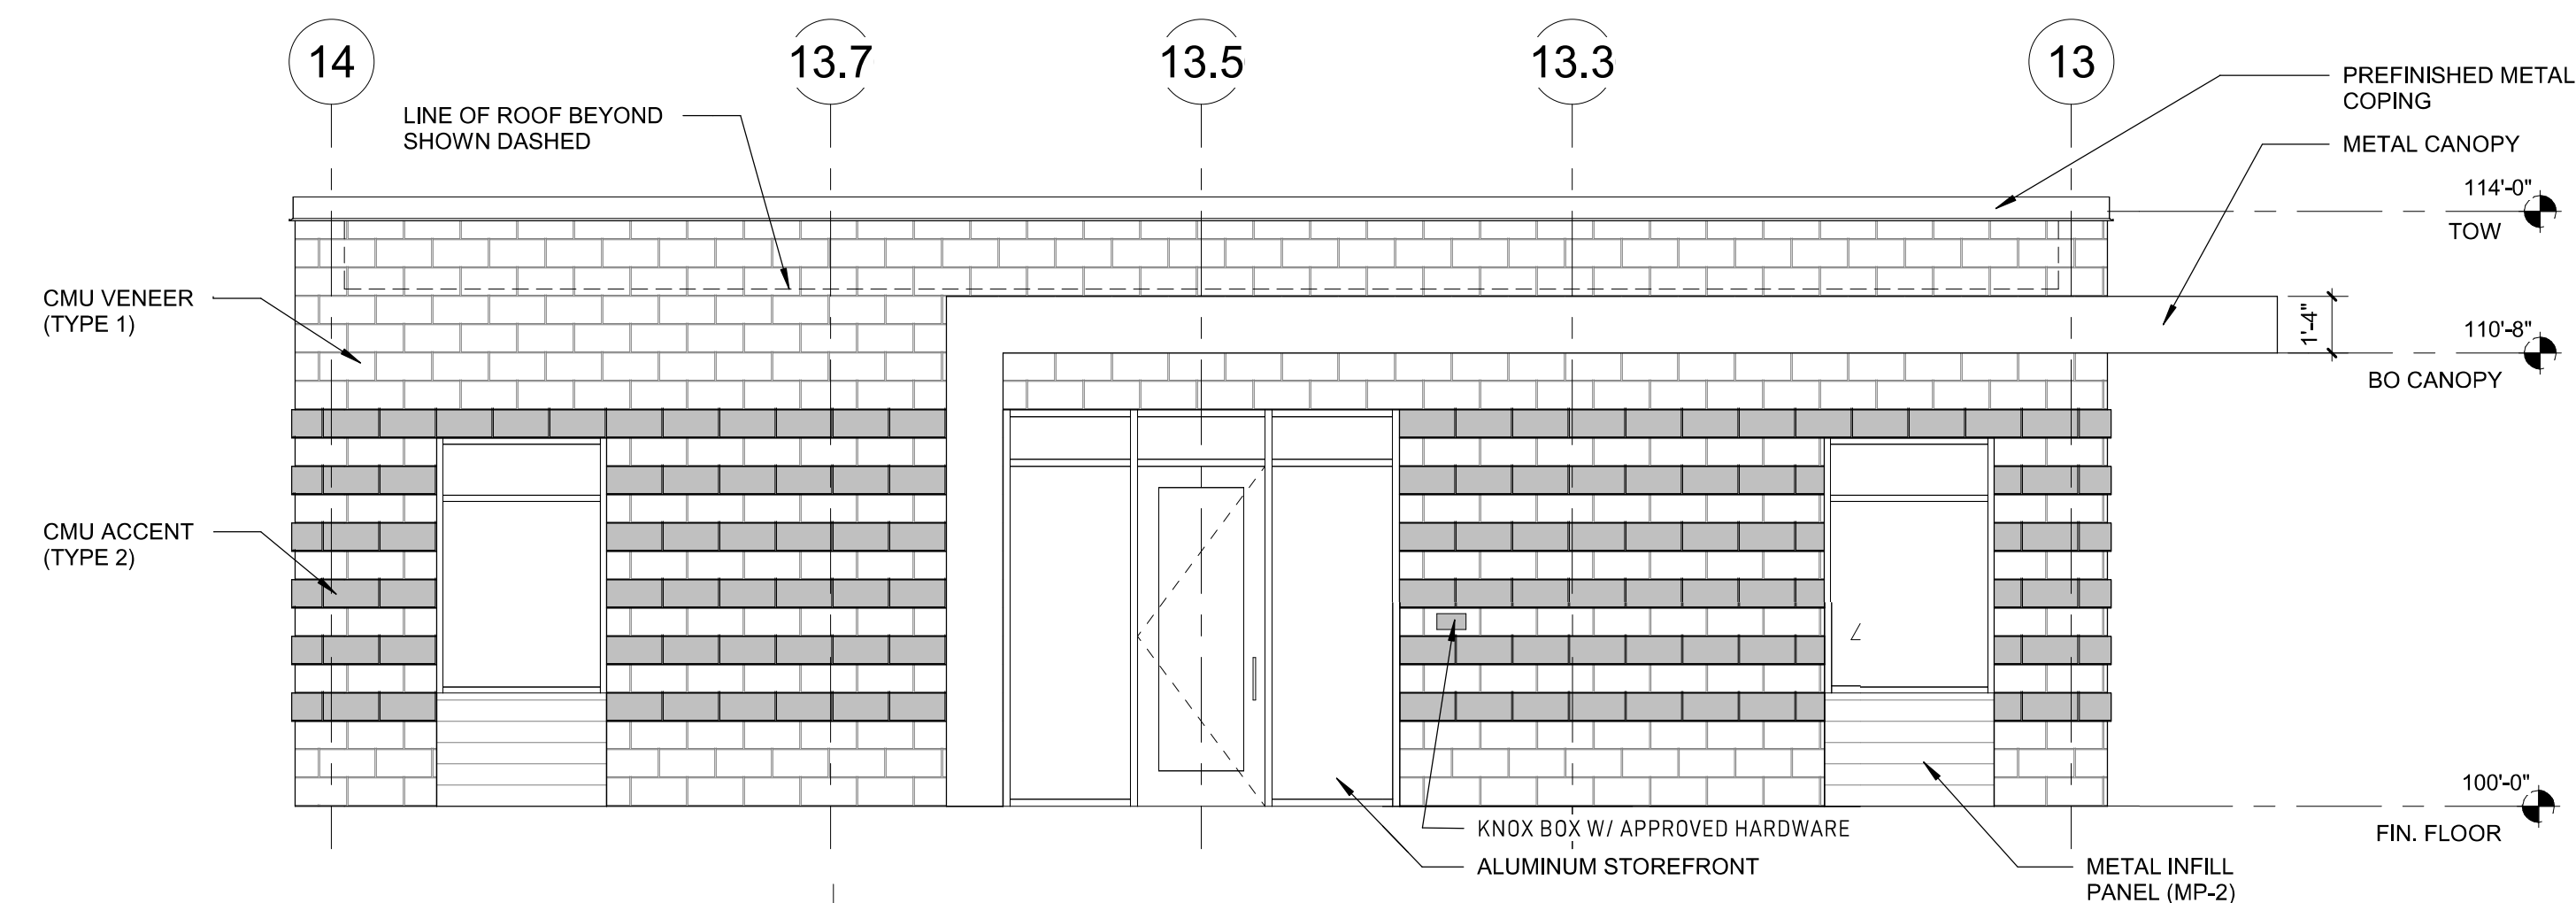 14
13.7
13.5
13.3
13
LINE OF ROOF BEYOND
SHOWN DASHED
PREFINISHED METAL
COPING
METAL CANOPY
114'-0"
TOW
CMU VENEER
(TYPE 1)
1'-4"
110'-8"
BO CANOPY
CMU ACCENT
(TYPE 2)
100'-0"
FIN. FLOOR
KNOX BOX W/ APPROVED HARDWARE
ALUMINUM STOREFRONT
METAL INFILL
PANEL (MP-2)